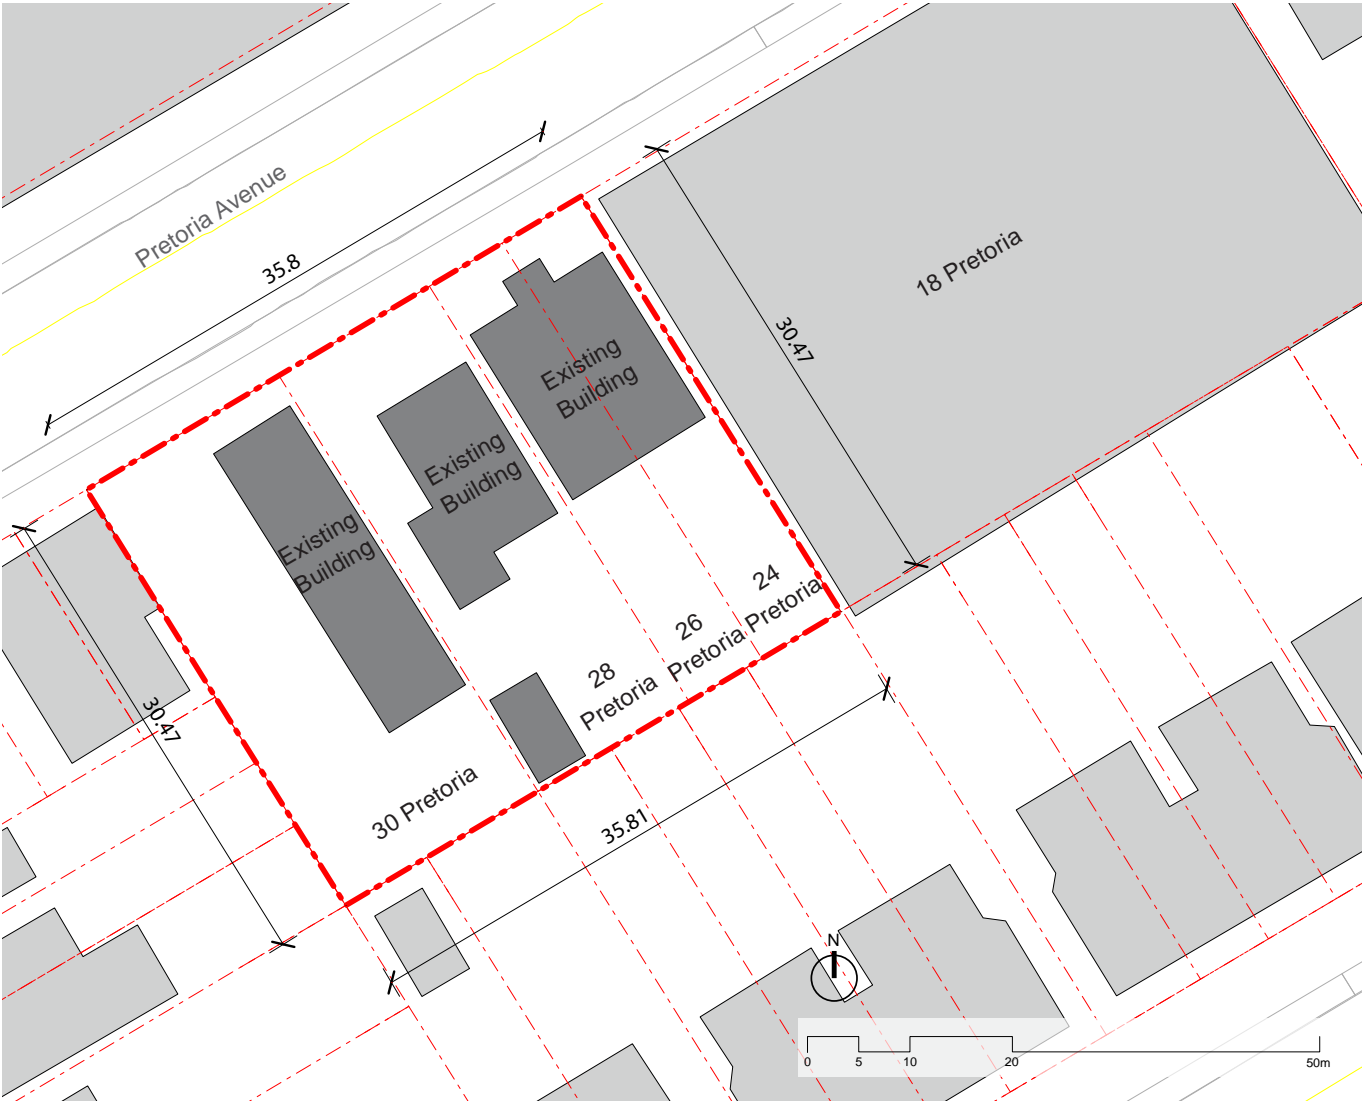 Pretoria Avenue
35.8
18 Pretoria
30.47
Existing
Building
Existing
Building
Existing
Building
24
Pretoria
26
Pretoria
28
Pretoria
30.47
30 Pretoria
35.81
N
0 5 10 20 50m